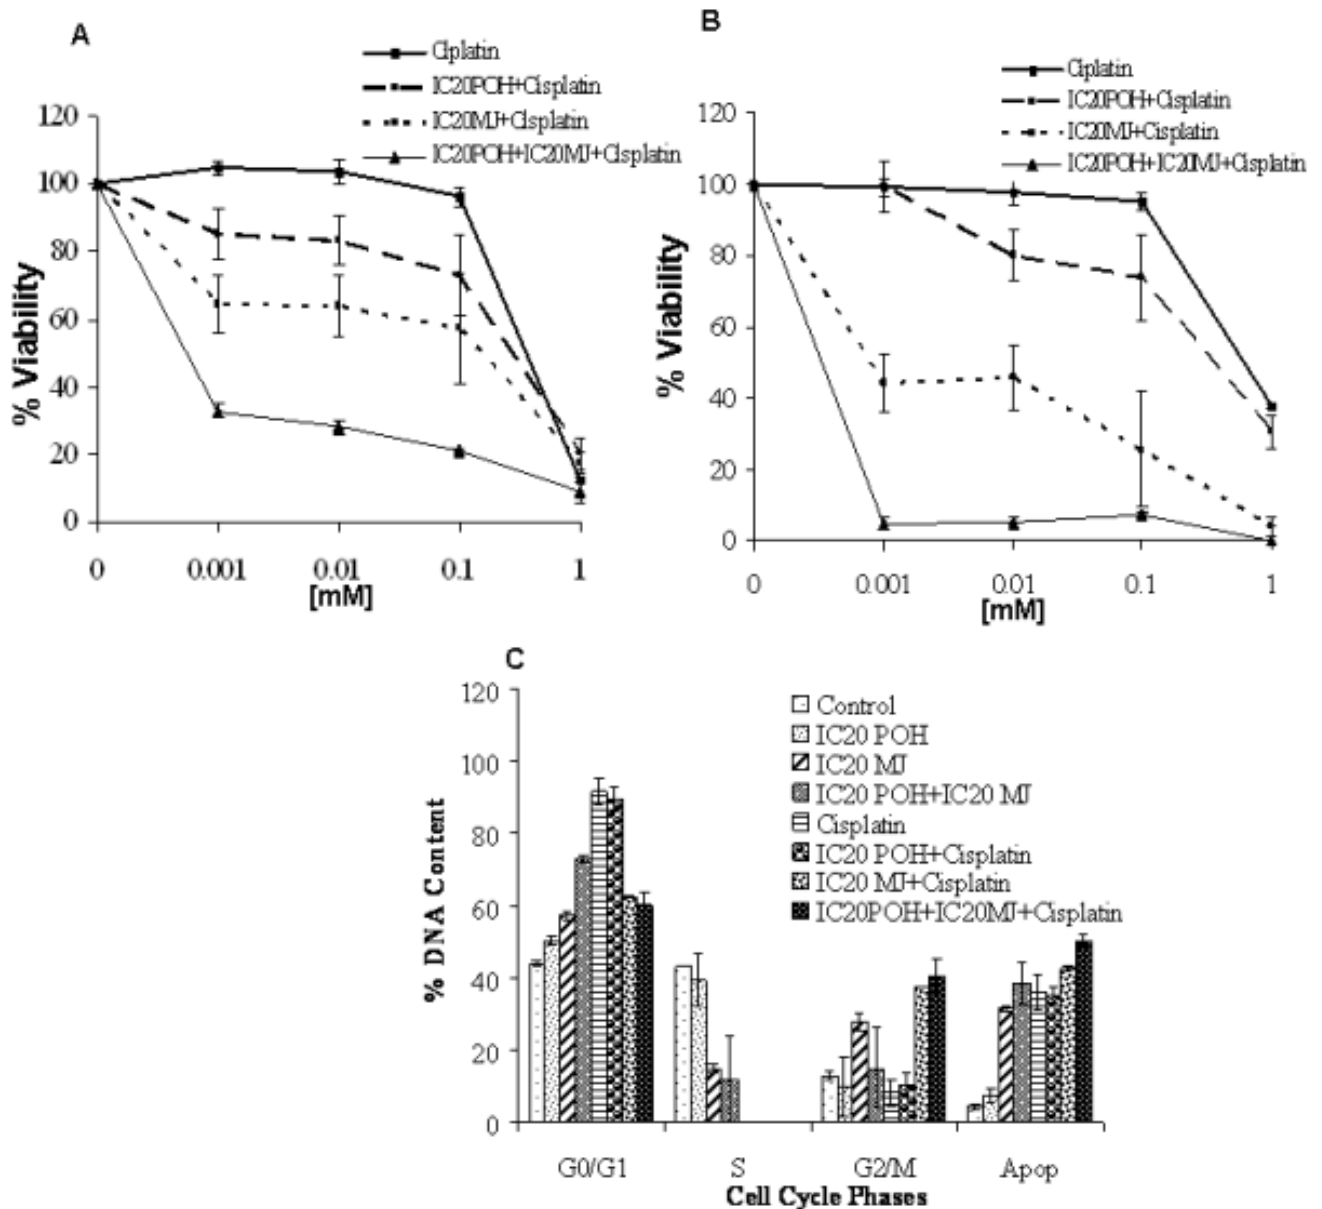 A
Ciplatin
IC20POH+Cisplatin
IC20MJ+Cisplatin
IC20POH+IC20MJ+Cisplatin
120
100
80
60
40
20
0
% Viability
0 0.001 0.01 0.1 1
[mM]
B
Ciplatin
IC20POH+Cisplatin
IC20MJ+Cisplatin
IC20POH+IC20MJ+Cisplatin
120
100
80
60
40
20
0
% Viability
0 0.001 0.01 0.1 1
[mM]
C
Control
IC20 POH
IC20 MJ
IC20 POH+IC20 MJ
Cisplatin
IC20 POH+Cisplatin
IC20 MJ+Cisplatin
IC20POH+IC20MJ+Cisplatin
120
100
80
60
40
20
0
% DNA Content
G0/G1 S G2/M Apop
Cell Cycle Phases